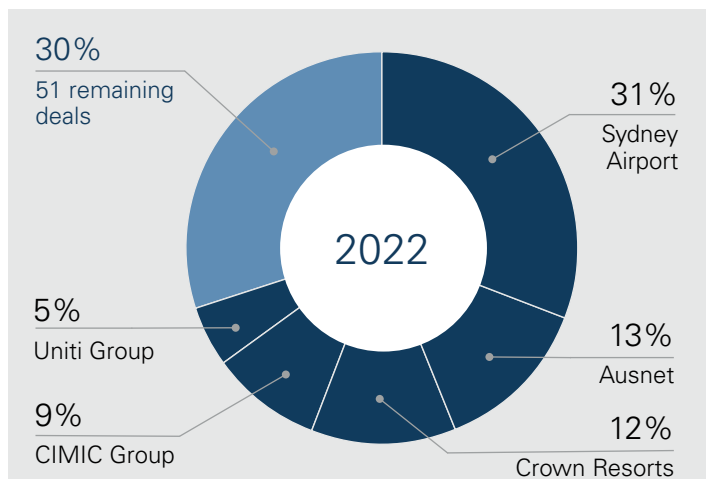 30%
51 remaining
deals
31%
Sydney
Airport
2022
5%
Uniti Group
13%
Ausnet
9%
CIMIC Group
12%
Crown Resorts